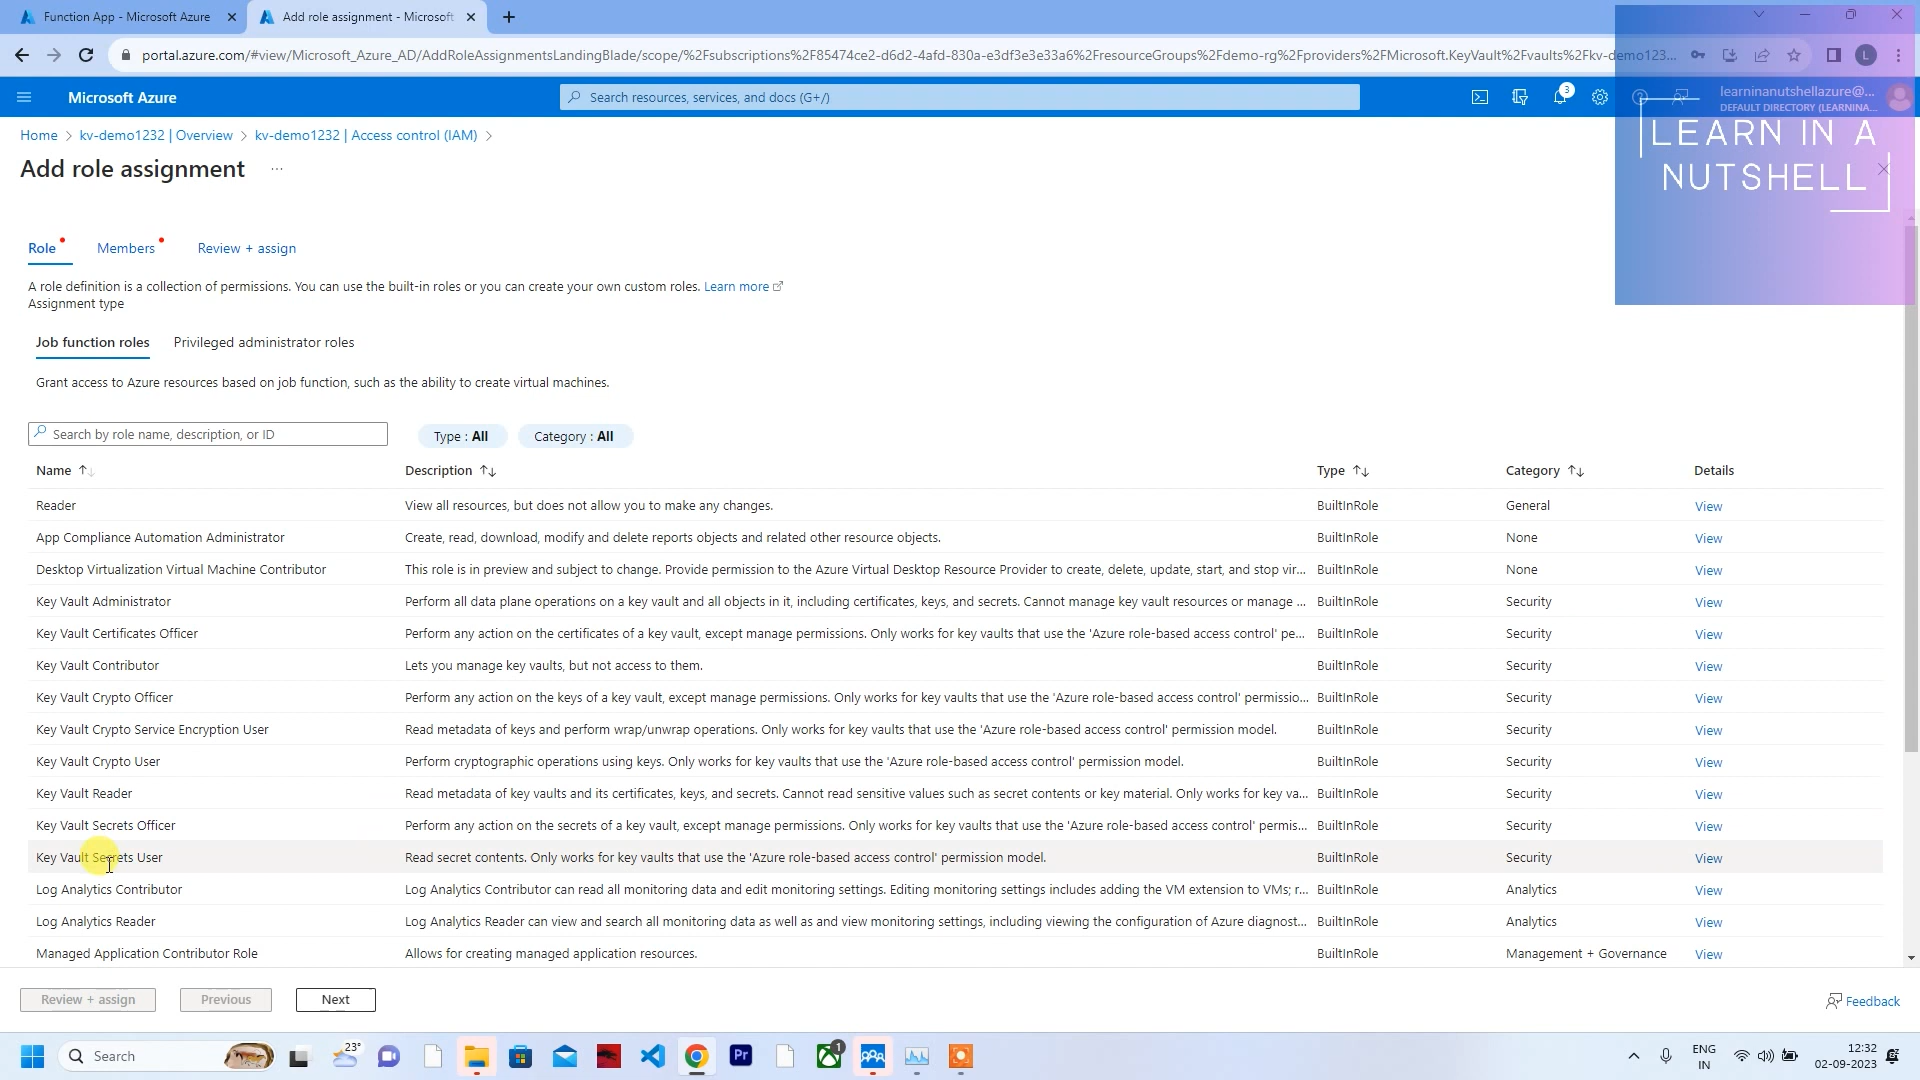 Function App - Microsoft Azure
Add role assignment - Microsoft
portal.azure.com/#view/Microsoft_Azure_AD/AddRoleAssignmentsLandingBlade/scope/%2Fsubscriptions%2F85474ce2-d6d2-4afd-830a-e3df3e3e33a6%2FresourceGroups%2Fdemo-rg%2Fproviders%2FMicrosoft.KeyVault%2Fvaults%2Fkv-demo123...
L
Microsoft Azure
Search resources, services, and docs (G+/)
3
learninanutshellazure@...
DEFAULT DIRECTORY (LEARNINA...
LEARN IN A
NUTSHELL
Home > kv-demo1232 | Overview > kv-demo1232 | Access control (IAM) >
Add role assignment ...
Role Members Review + assign
A role definition is a collection of permissions. You can use the built-in roles or you can create your own custom roles. Learn more
Assignment type
Job function roles Privileged administrator roles
Grant access to Azure resources based on job function, such as the ability to create virtual machines.
Search by role name, description, or ID Type : All Category : All
Name Description Type Category Details
Reader View all resources, but does not allow you to make any changes. BuiltInRole General View
App Compliance Automation Administrator Create, read, download, modify and delete reports objects and related other resource objects. BuiltInRole None View
Desktop Virtualization Virtual Machine Contributor This role is in preview and subject to change. Provide permission to the Azure Virtual Desktop Resource Provider to create, delete, update, start, and stop vir... BuiltInRole None View
Key Vault Administrator Perform all data plane operations on a key vault and all objects in it, including certificates, keys, and secrets. Cannot manage key vault resources or manage ... BuiltInRole Security View
Key Vault Certificates Officer Perform any action on the certificates of a key vault, except manage permissions. Only works for key vaults that use the 'Azure role-based access control' pe... BuiltInRole Security View
Key Vault Contributor Lets you manage key vaults, but not access to them. BuiltInRole Security View
Key Vault Crypto Officer Perform any action on the keys of a key vault, except manage permissions. Only works for key vaults that use the 'Azure role-based access control' permissio... BuiltInRole Security View
Key Vault Crypto Service Encryption User Read metadata of keys and perform wrap/unwrap operations. Only works for key vaults that use the 'Azure role-based access control' permission model. BuiltInRole Security View
Key Vault Crypto User Perform cryptographic operations using keys. Only works for key vaults that use the 'Azure role-based access control' permission model. BuiltInRole Security View
Key Vault Reader Read metadata of key vaults and its certificates, keys, and secrets. Cannot read sensitive values such as secret contents or key material. Only works for key va... BuiltInRole Security View
Key Vault Secrets Officer Perform any action on the secrets of a key vault, except manage permissions. Only works for key vaults that use the 'Azure role-based access control' permis... BuiltInRole Security View
Key Vault Secrets User Read secret contents. Only works for key vaults that use the 'Azure role-based access control' permission model. BuiltInRole Security View
Log Analytics Contributor Log Analytics Contributor can read all monitoring data and edit monitoring settings. Editing monitoring settings includes adding the VM extension to VMs; r... BuiltInRole Analytics View
Log Analytics Reader Log Analytics Reader can view and search all monitoring data as well as and view monitoring settings, including viewing the configuration of Azure diagnost... BuiltInRole Analytics View
Managed Application Contributor Role Allows for creating managed application resources. BuiltInRole Management + Governance View
Review + assign Previous Next Feedback
Search 23° Pr 1 ENG 12:32
IN 02-09-2023